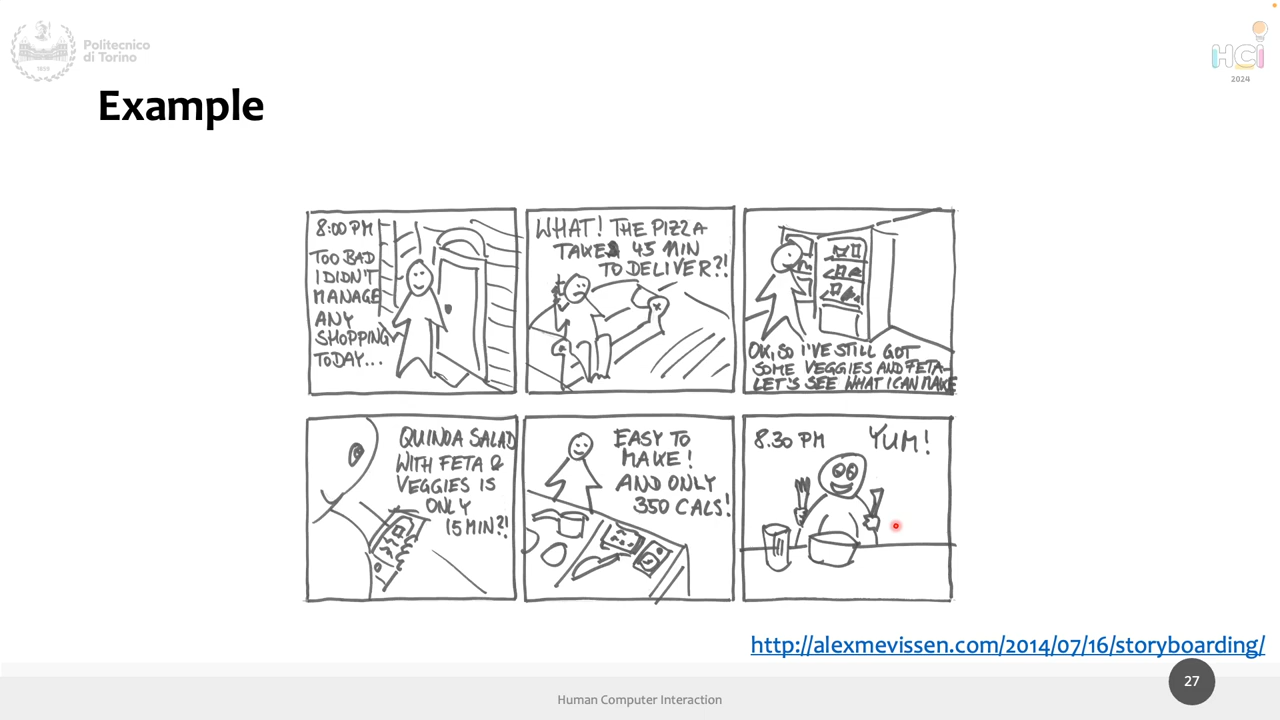 Politecnico
di Torino
1859
HCI
2024
Example
8:00 PM
TOO BAD
I DIDN'T
MANAGE
ANY
SHOPPING
TODAY...
WHAT! THE PIZZA
TAKES 45 MIN
TO DELIVER?!
OK, SO I'VE STILL GOT
SOME VEGGIES AND FETA-
LET'S SEE WHAT I CAN MAKE
QUINOA SALAD
WITH FETA &
VEGGIES IS
ONLY
15 MIN?!
EASY TO
MAKE!
AND ONLY
350 CALS!
8.30 PM YUM!
http://alexmevissen.com/2014/07/16/storyboarding/
Human Computer Interaction
27